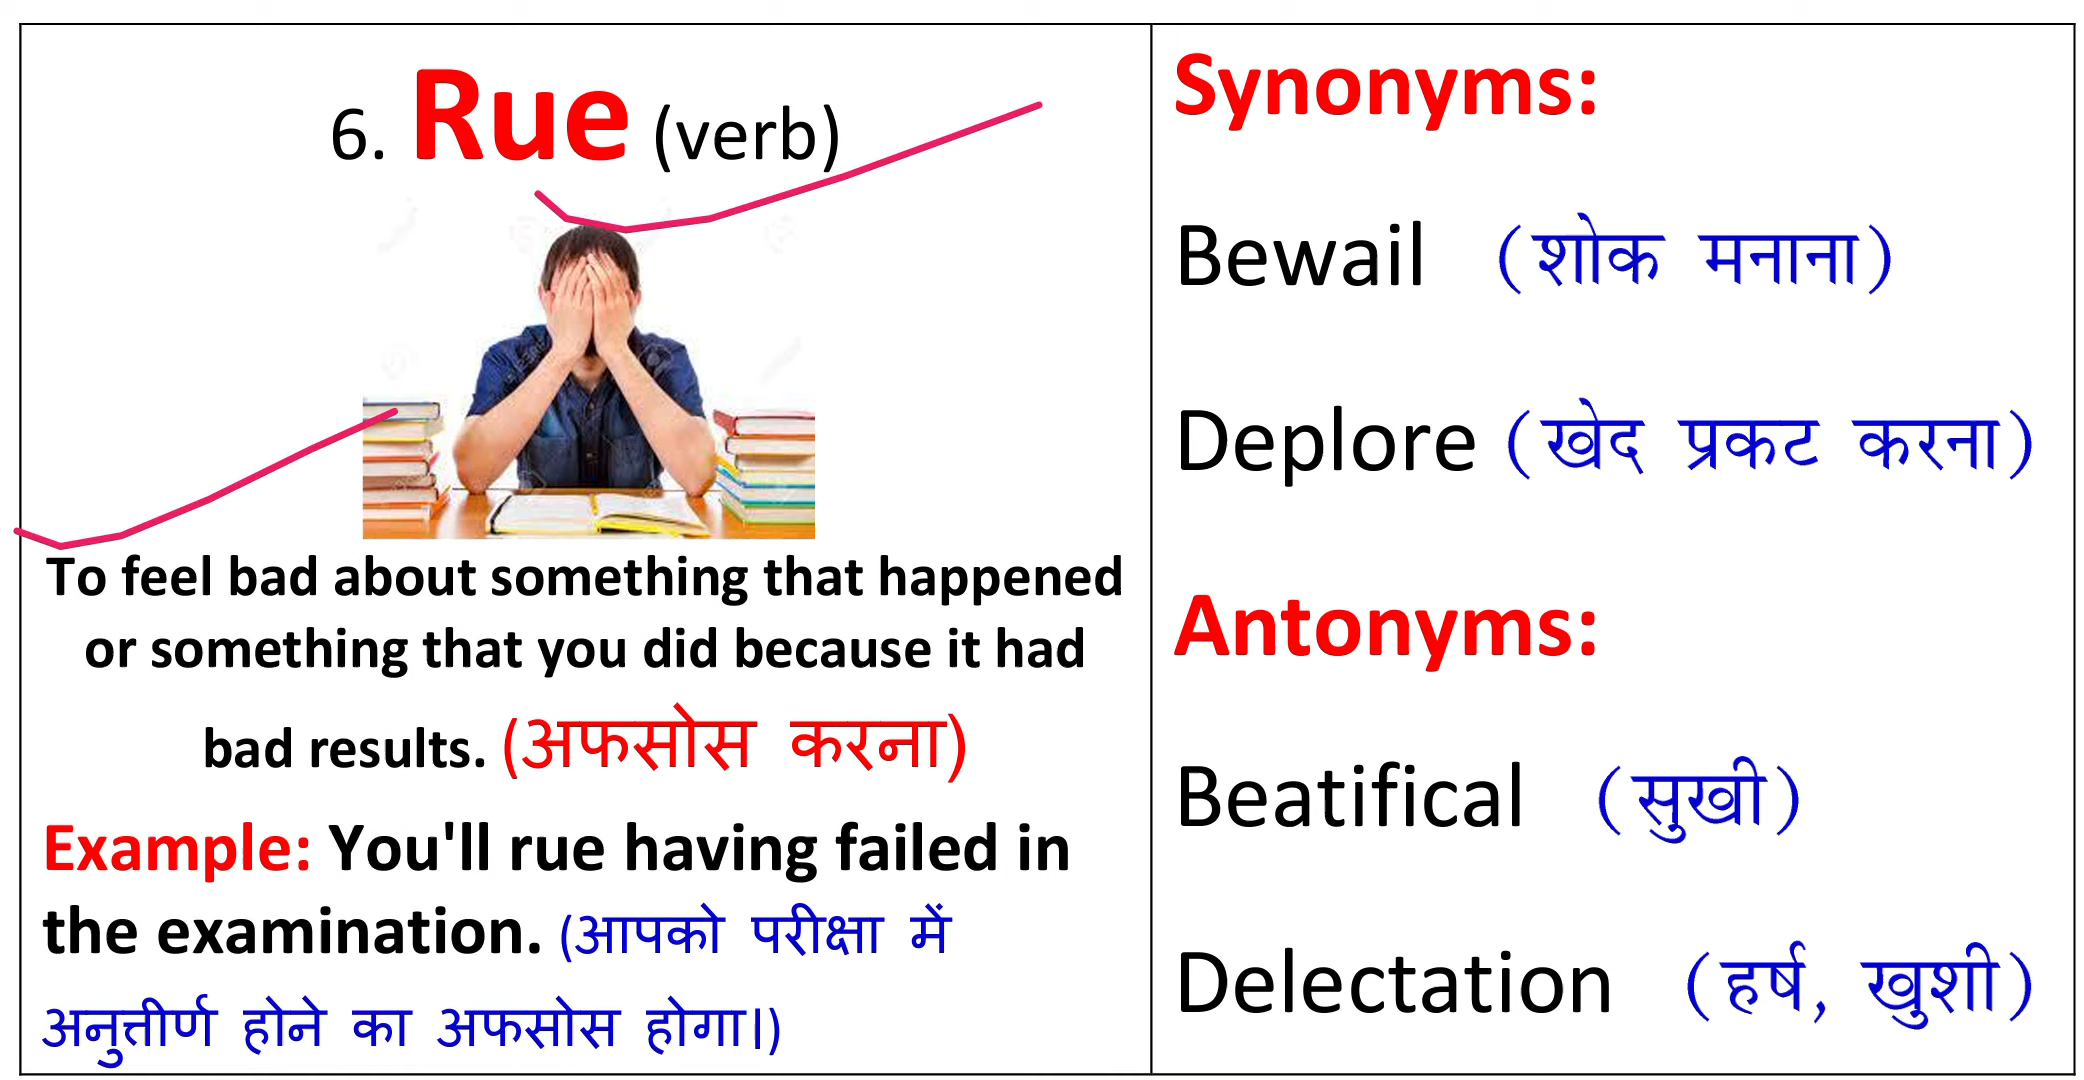 6. Rue (verb)
To feel bad about something that happened
or something that you did because it had
bad results. (अफसोस करना)
Example: You'll rue having failed in
the examination. (आपको परीक्षा में
अनुत्तीर्ण होने का अफसोस होगा।)
Synonyms:
Bewail (शोक मनाना)
Deplore (खेद प्रकट करना)
Antonyms:
Beatifical (सुखी)
Delectation (हर्ष, खुशी)